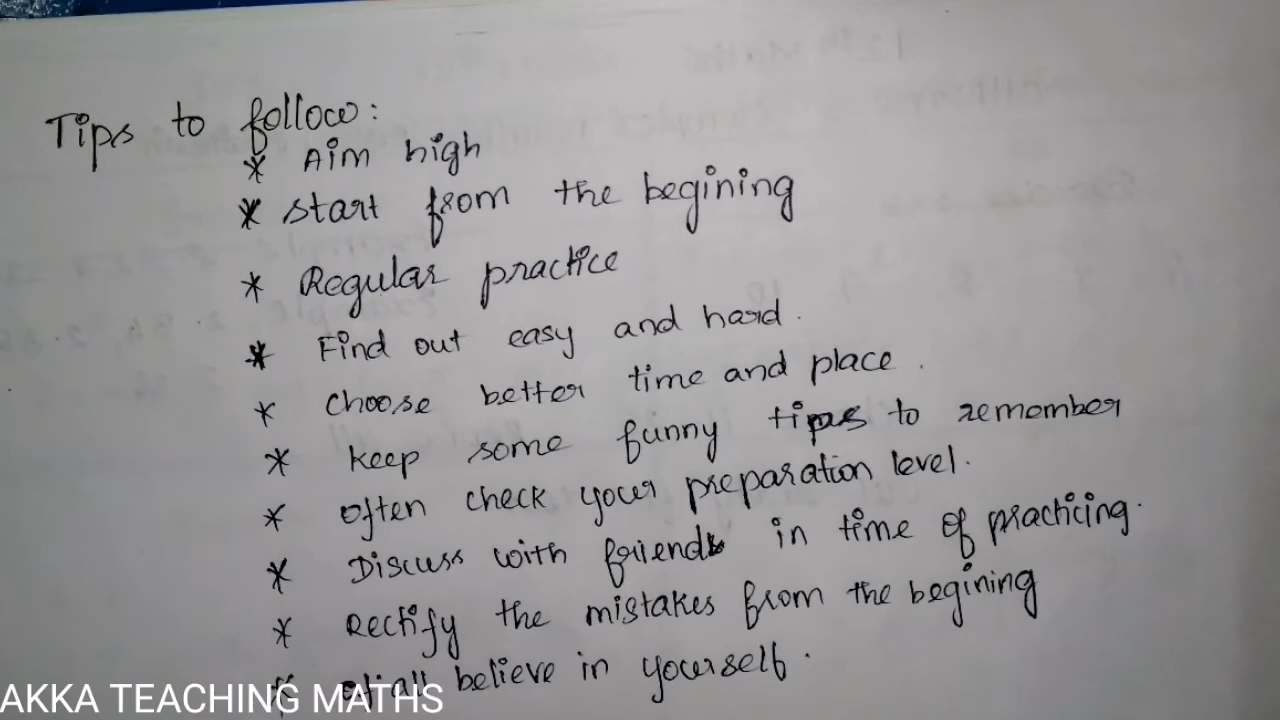 Tips to follow:
* Aim high
* start from the begining
* Regular practice
* Find out easy and hard.
* choose better time and place.
* keep some funny tips to remember
* often check your preparation level.
* Discuss with friends in time of practicing.
* Rectify the mistakes from the begining
* of all believe in yourself.
AKKA TEACHING MATHS